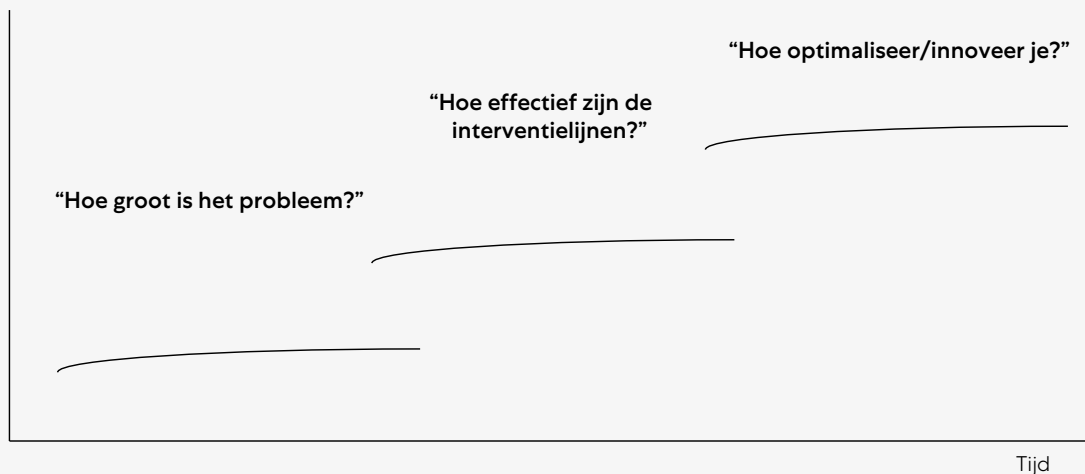 “Hoe optimaliseer/innoveer je?”
“Hoe effectief zijn de
interventielijnen?”
“Hoe groot is het probleem?”
Tijd